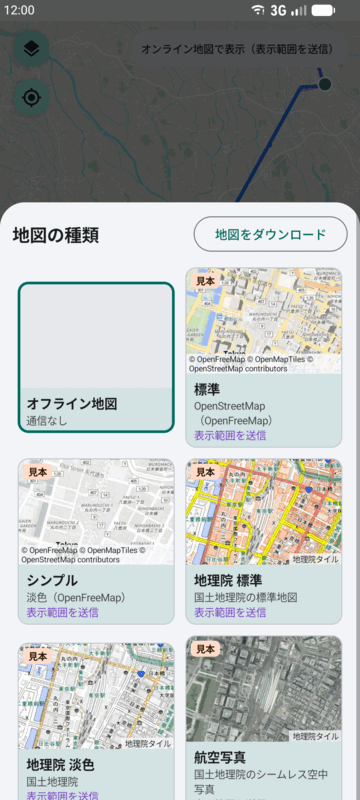 12:00
3G
オンライン地図で表示（表示範囲を送信）
地図の種類
地図をダウンロード
オフライン地図
通信なし
見本
© OpenFreeMap © OpenMapTiles ©
OpenStreetMap contributors
標準
OpenStreetMap
（OpenFreeMap）
表示範囲を送信
見本
© OpenFreeMap © OpenMapTiles ©
OpenStreetMap contributors
シンプル
淡色（OpenFreeMap）
表示範囲を送信
見本
地理院タイル
地理院 標準
国土地理院の標準地図
表示範囲を送信
見本
地理院タイル
地理院 淡色
国土地理院
表示範囲を送信
見本
地理院タイル
航空写真
国土地理院のシームレス空中
写真